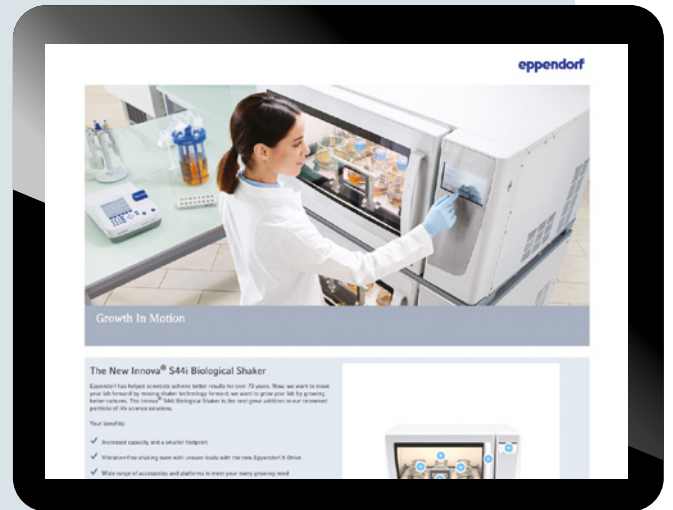 eppendorf
Growth In Motion
The New Innova® S44i Biological Shaker
Eppendorf has helped scientists achieve better results for over 70 years. Now, we want to move
your lab forward by moving shaker technology forward, we want to grow your lab by growing
better cultures. The Innova® S44i Biological Shaker is the next great addition to our renowned
portfolio of life science solutions.
Your benefits:
✓ Increased capacity and a smaller footprint
✓ Vibration-free shaking even with uneven loads with the new Eppendorf X-Drive
✓ Wide range of accessories and platforms to meet your every growing need